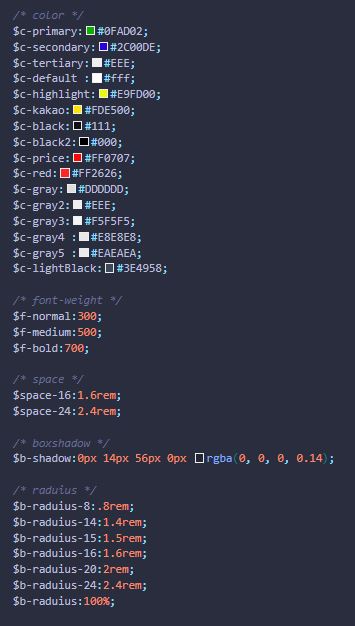 /* color */
$c-primary:#0FAD02;
$c-secondary:#2C00DE;
$c-tertiary:#EEE;
$c-default :#fff;
$c-highlight:#E9FD00;
$c-kakao:#FDE500;
$c-black:#111;
$c-black2:#000;
$c-price:#FF0707;
$c-red:#FF2626;
$c-gray:#DDDDDD;
$c-gray2:#EEE;
$c-gray3:#F5F5F5;
$c-gray4 :#E8E8E8;
$c-gray5 :#EAEAEA;
$c-lightBlack:#3E4958;
/* font-weight */
$f-normal:300;
$f-medium:500;
$f-bold:700;
/* space */
$space-16:1.6rem;
$space-24:2.4rem;
/* boxshadow */
$b-shadow:0px 14px 56px 0px rgba(0, 0, 0, 0.14);
/* raduius */
$b-raduius-8:.8rem;
$b-raduius-14:1.4rem;
$b-raduius-15:1.5rem;
$b-raduius-16:1.6rem;
$b-raduius-20:2rem;
$b-raduius-24:2.4rem;
$b-raduius:100%;